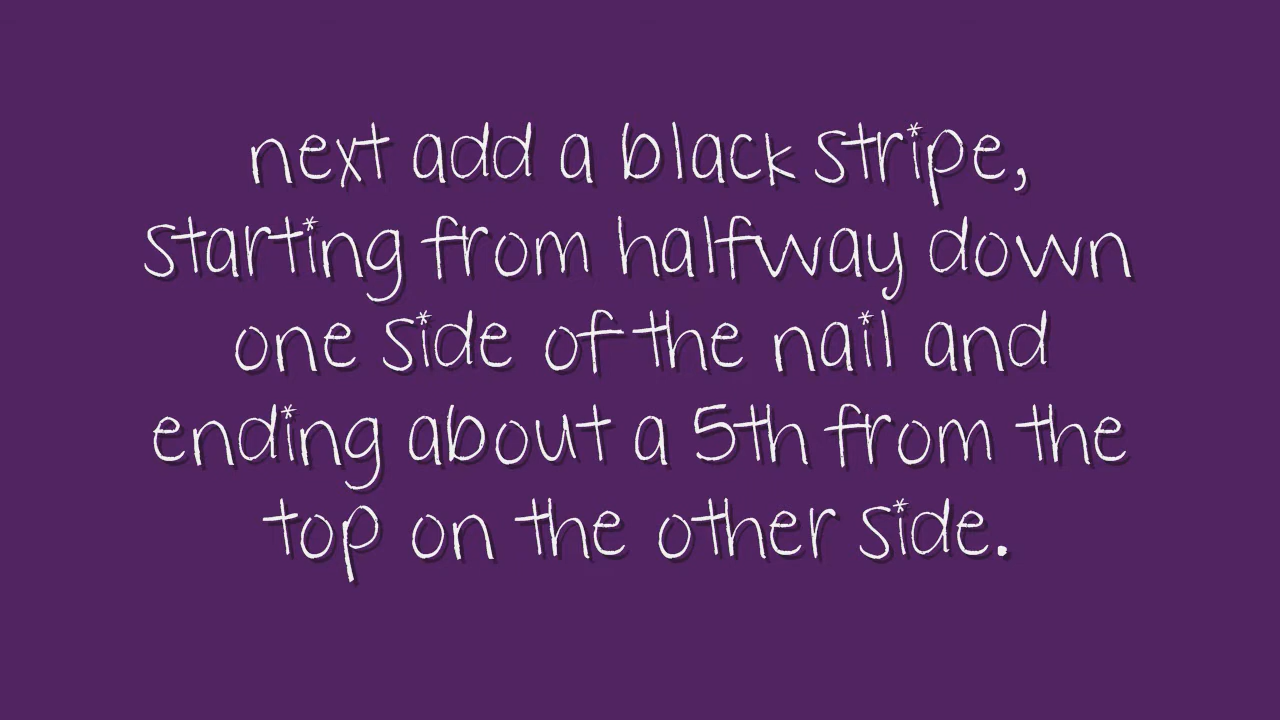 next add a black stripe,
starting from halfway down
one side of the nail and
ending about a 5th from the
top on the other side.